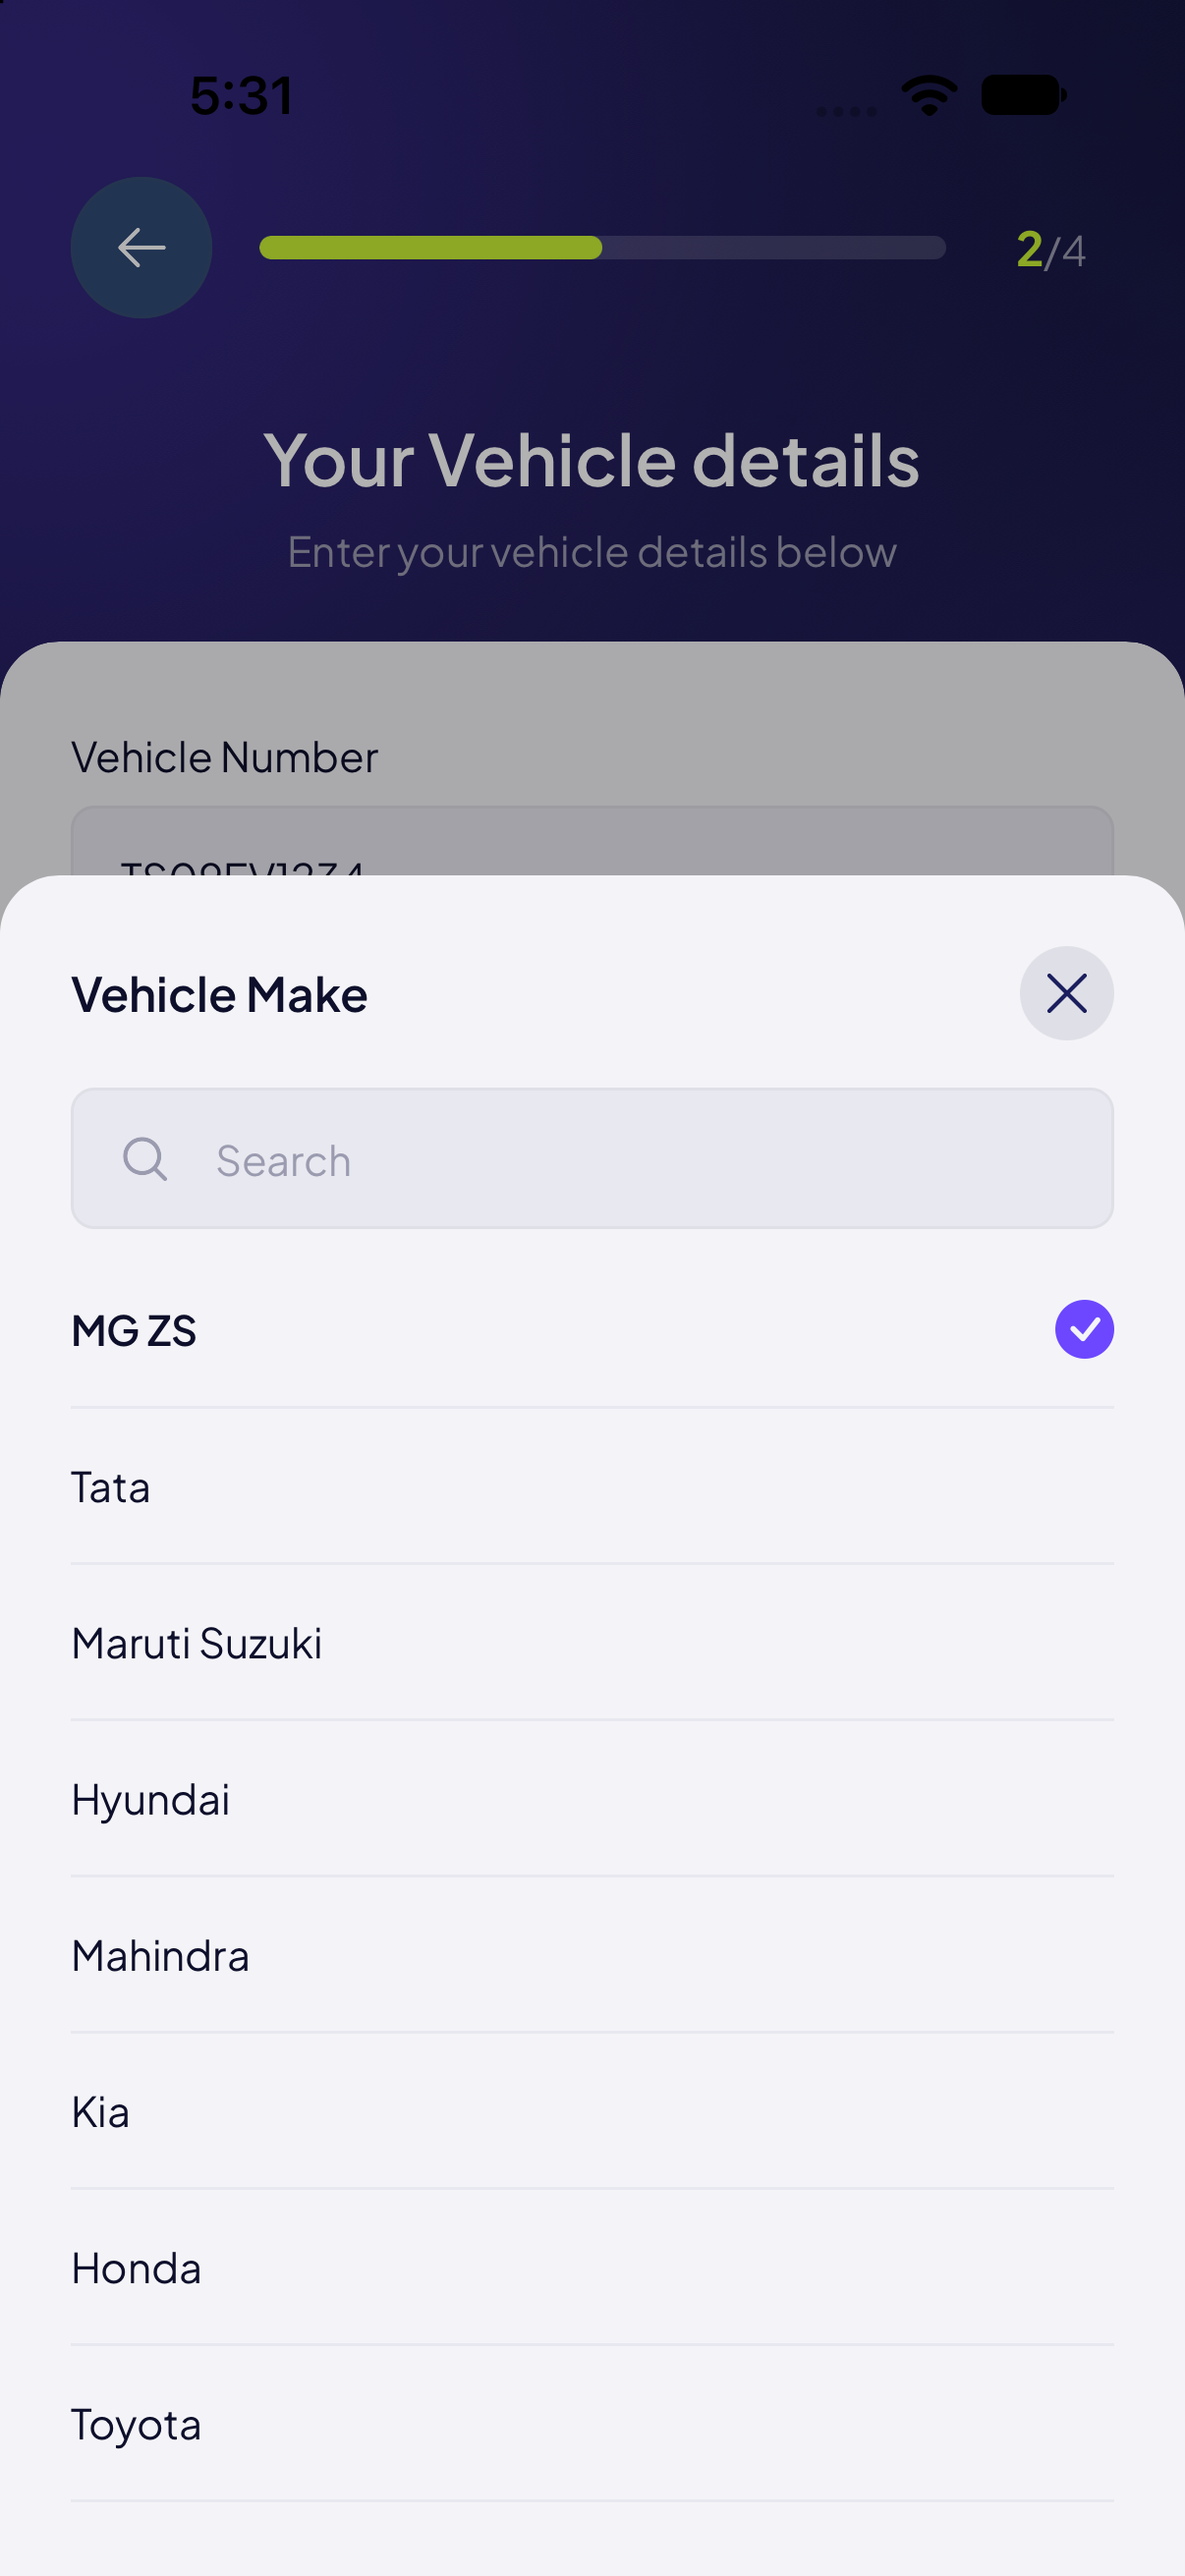 5:31
2/4
Your Vehicle details
Enter your vehicle details below
Vehicle Number
Vehicle Make
Search
MG ZS
Tata
Maruti Suzuki
Hyundai
Mahindra
Kia
Honda
Toyota